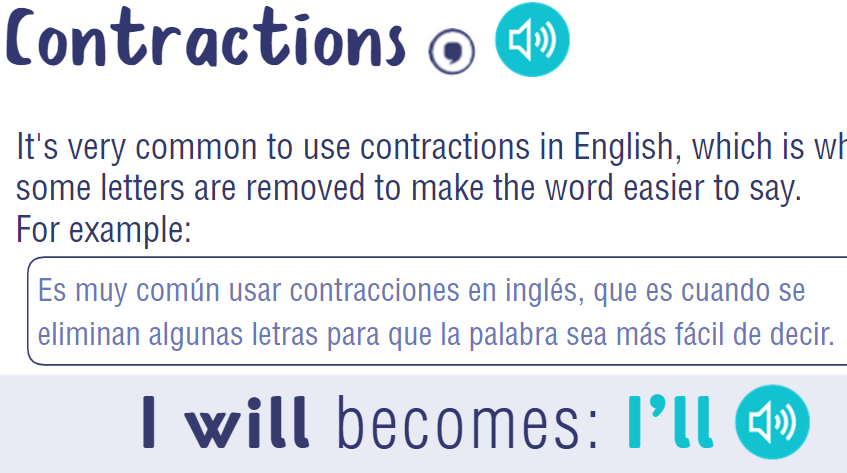 Contractions
It's very common to use contractions in English, which is
some letters are removed to make the word easier to say.
For example:
Es muy común usar contracciones en inglés, que es cuando se
eliminan algunas letras para que la palabra sea más fácil de decir.
I will becomes: I’ll